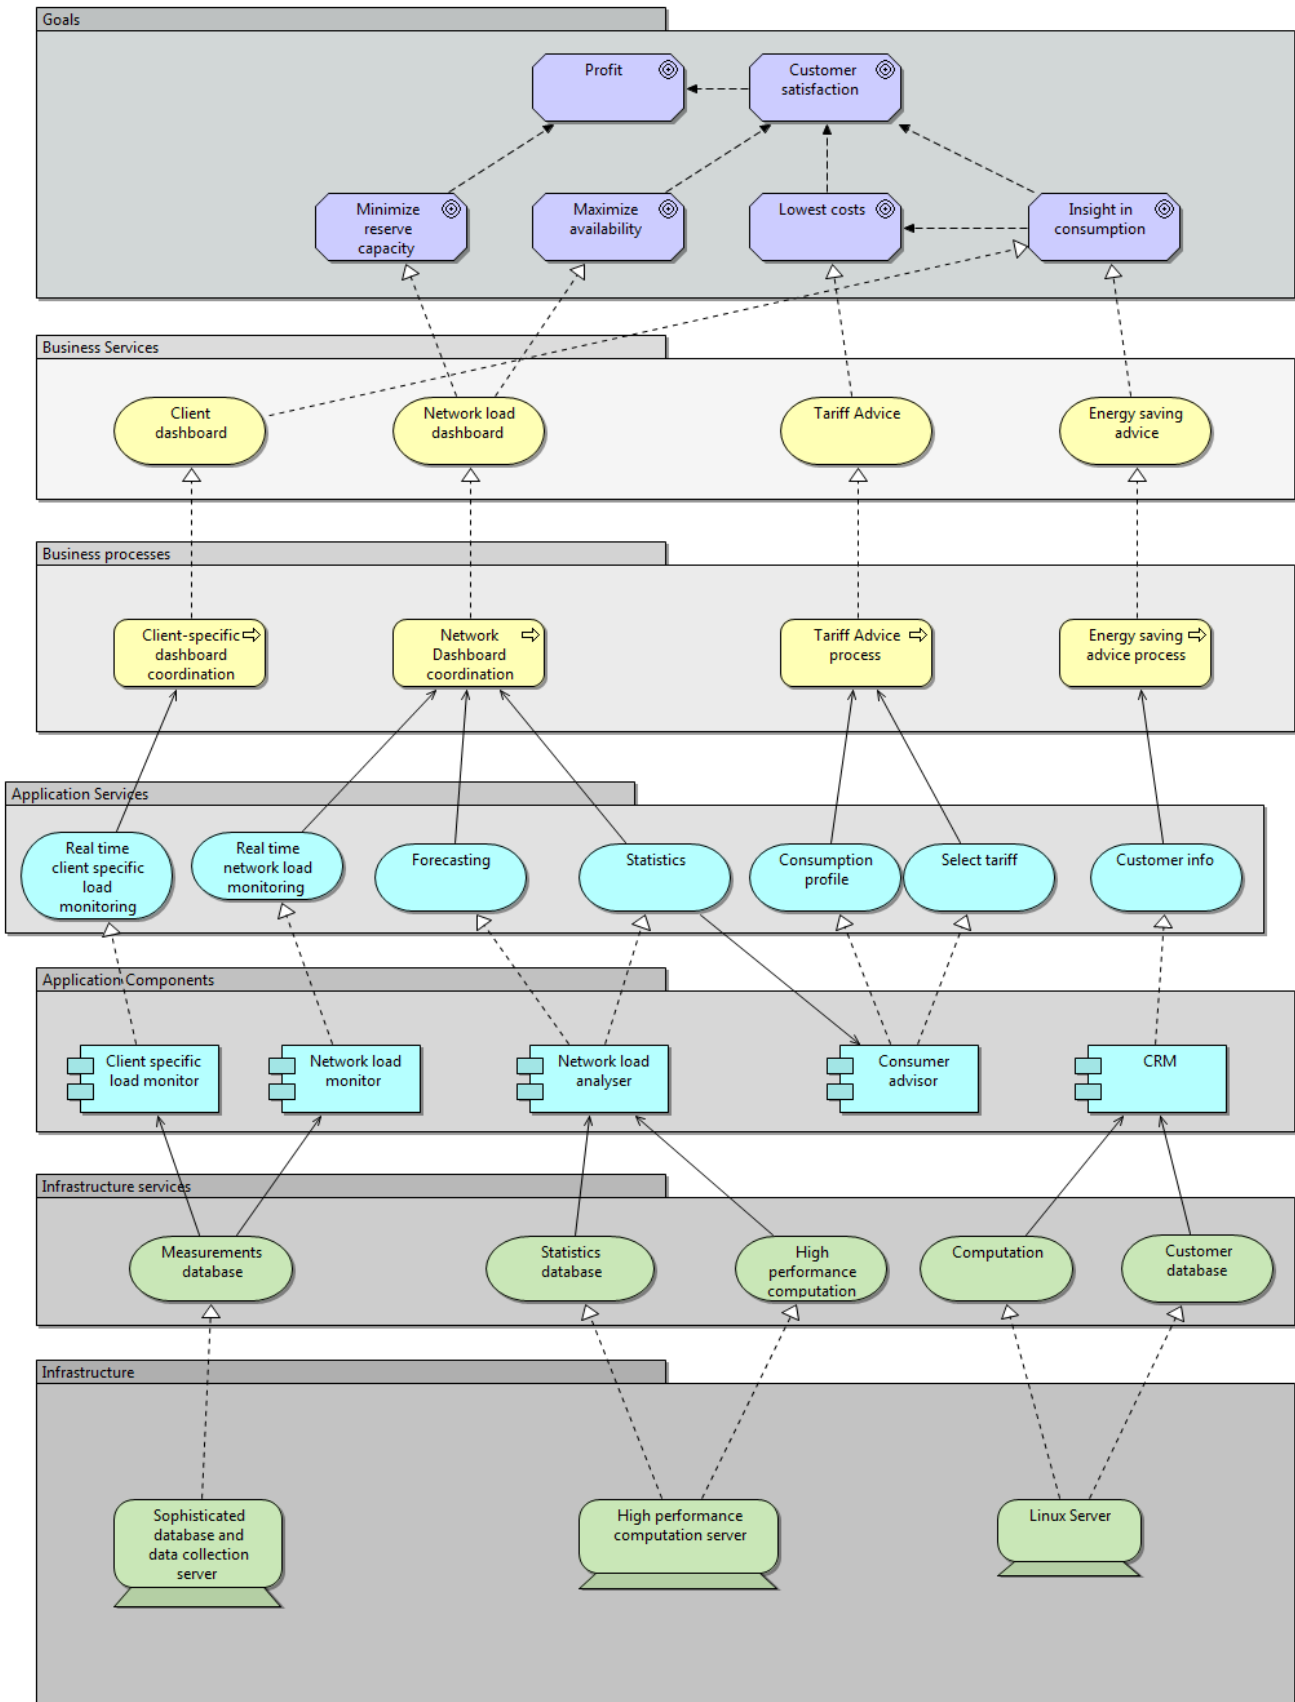 Goals
Profit
Customer
satisfaction
Minimize
reserve
capacity
Maximize
availability
Lowest costs
Insight in
consumption
Business Services
Client
dashboard
Network load
dashboard
Tariff Advice
Energy saving
advice
Business processes
Client-specific
dashboard
coordination
Network
Dashboard
coordination
Tariff Advice
process
Energy saving
advice process
Application Services
Real time
client specific
load
monitoring
Real time
network load
monitoring
Forecasting
Statistics
Consumption
profile
Select tariff
Customer info
Application Components
Client specific
load monitor
Network load
monitor
Network load
analyser
Consumer
advisor
CRM
Infrastructure services
Measurements
database
Statistics
database
High
performance
computation
Computation
Customer
database
Infrastructure
Sophisticated
database and
data collection
server
High performance
computation server
Linux Server